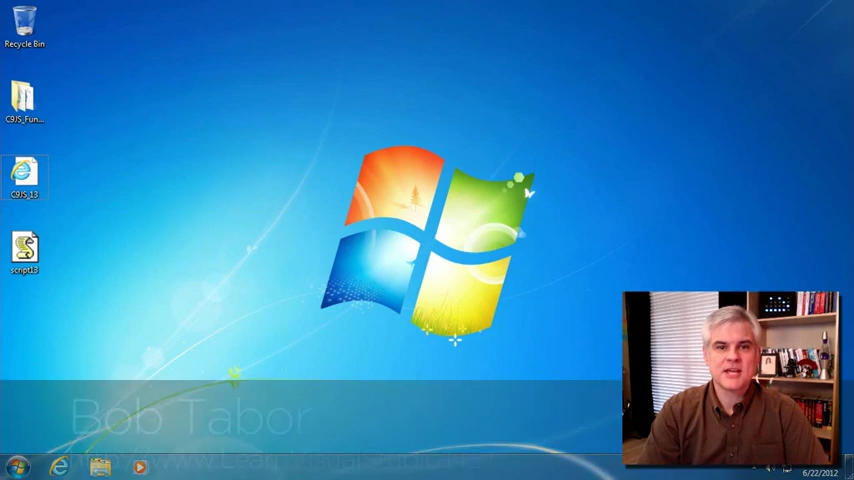 Recycle Bin
C9JS_Fun...
C9JS_13
script13
Bob Tabor
6/22/2012